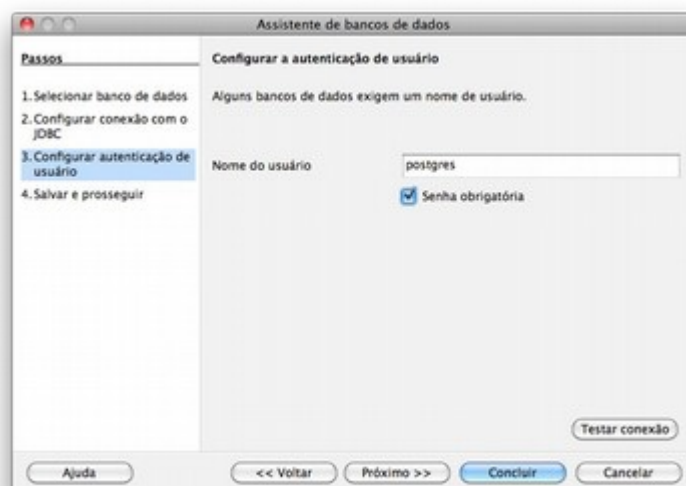 Assistente de bancos de dados
Passos
1. Selecionar banco de dados
2. Configurar conexão com o
JDBC
3. Configurar autenticação de
usuário
4. Salvar e prosseguir
Configurar a autenticação de usuário
Alguns bancos de dados exigem um nome de usuário.
Nome do usuário
postgres
Senha obrigatória
Testar conexão
Ajuda
<< Voltar
Próximo >>
Concluir
Cancelar